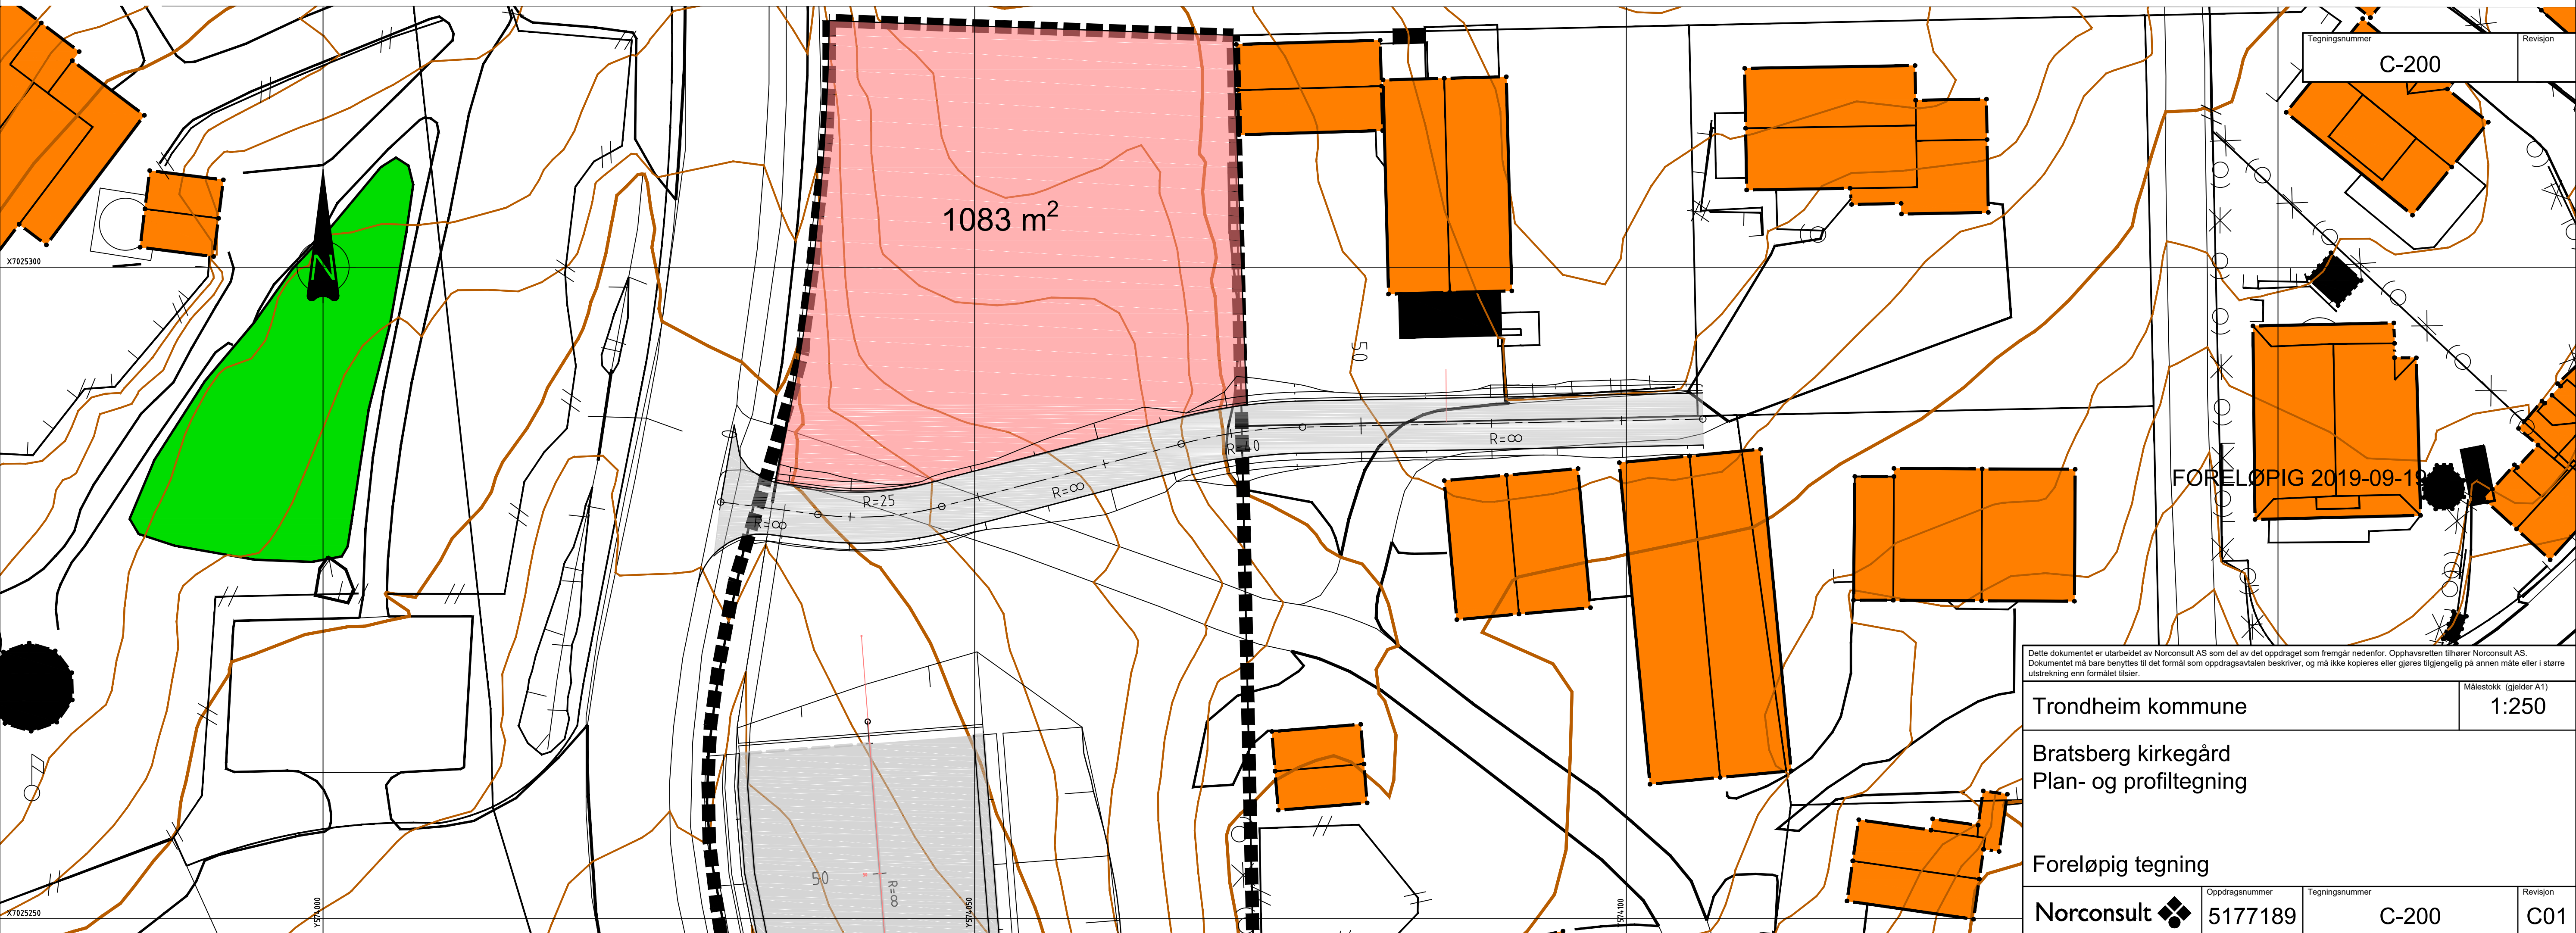 Tegningsnummer
Revisjon
C-200
1083 m²
X7025300
N
50
R=40
R=∞
R=25
R=∞
R=∞
FORELØPIG 2019-09-19
Dette dokumentet er utarbeidet av Norconsult AS som del av det oppdraget som fremgår nedenfor. Opphavsretten tilhører Norconsult AS.
Dokumentet må bare benyttes til det formål som oppdragsavtalen beskriver, og må ikke kopieres eller gjøres tilgjengelig på annen måte eller i større
utstrekning enn formålet tilsier.
Målestokk (gjelder A1)
Trondheim kommune
1:250
Bratsberg kirkegård
Plan- og profiltegning
Foreløpig tegning
50
R=∞
Oppdragsnummer
Tegningsnummer
Revisjon
X7025250
Y574000
Y574050
Y574100
Norconsult
5177189
C-200
C01